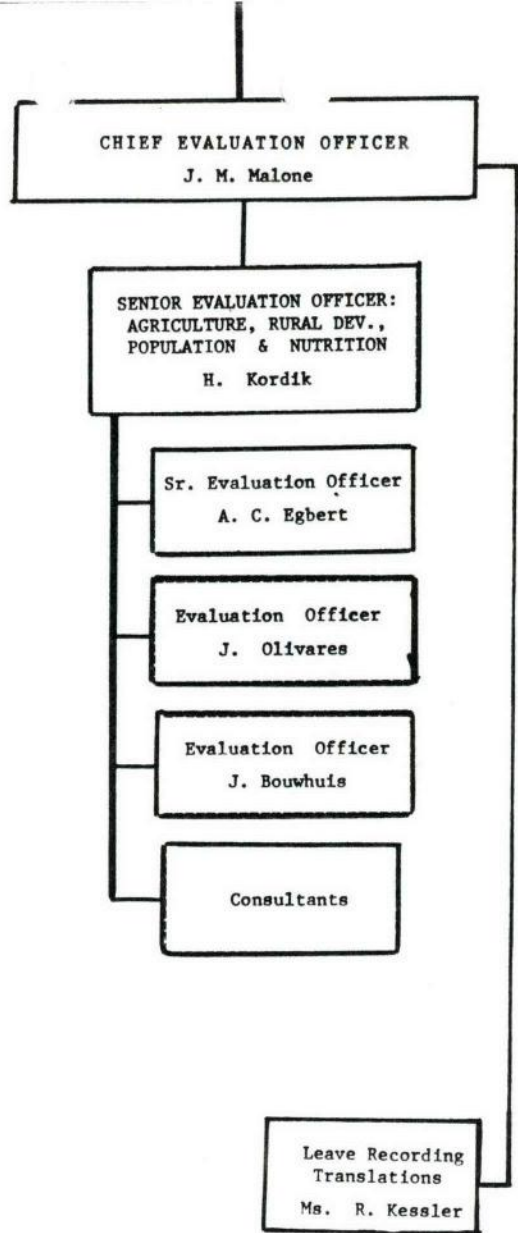 CHIEF EVALUATION OFFICER
J. M. Malone
SENIOR EVALUATION OFFICER:
AGRICULTURE, RURAL DEV.,
POPULATION & NUTRITION
H. Kordik
Sr. Evaluation Officer
A. C. Egbert
Evaluation Officer
J. Olivares
Evaluation Officer
J. Bouwhuis
Consultants
Leave Recording
Translations
Ms. R. Kessler